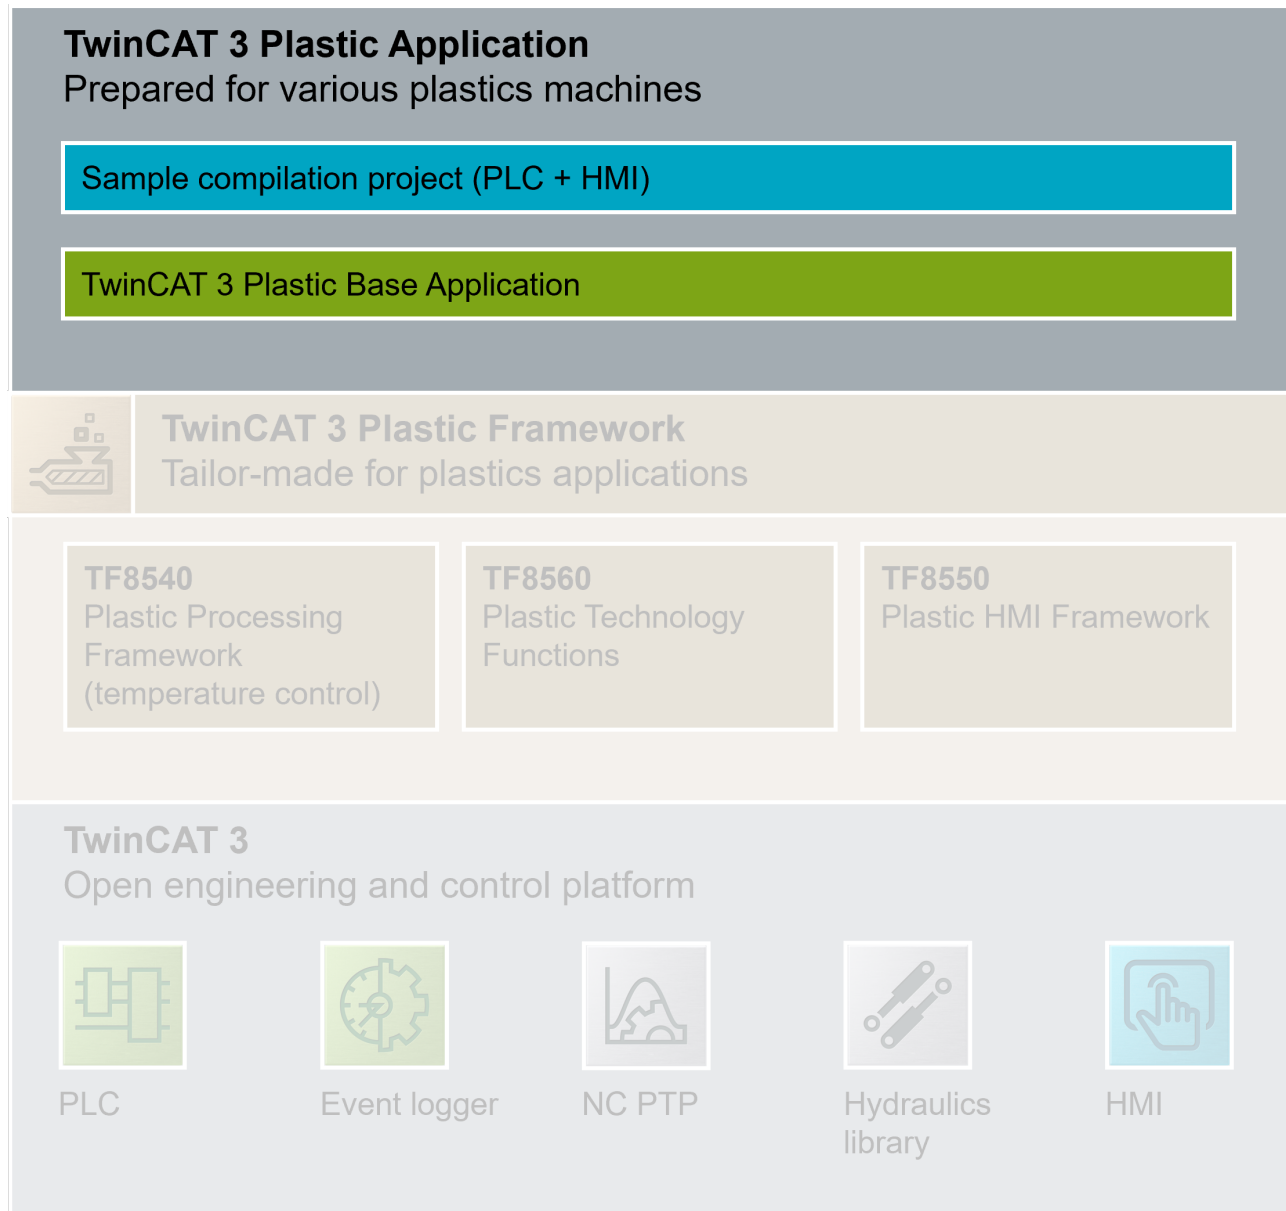 TwinCAT 3 Plastic Application
Prepared for various plastics machines
Sample compilation project (PLC + HMI)
TwinCAT 3 Plastic Base Application
TwinCAT 3 Plastic Framework
Tailor-made for plastics applications
TF8540
Plastic Processing
Framework
(temperature control)
TF8560
Plastic Technology
Functions
TF8550
Plastic HMI Framework
TwinCAT 3
Open engineering and control platform
PLC
Event logger
NC PTP
Hydraulics
library
HMI